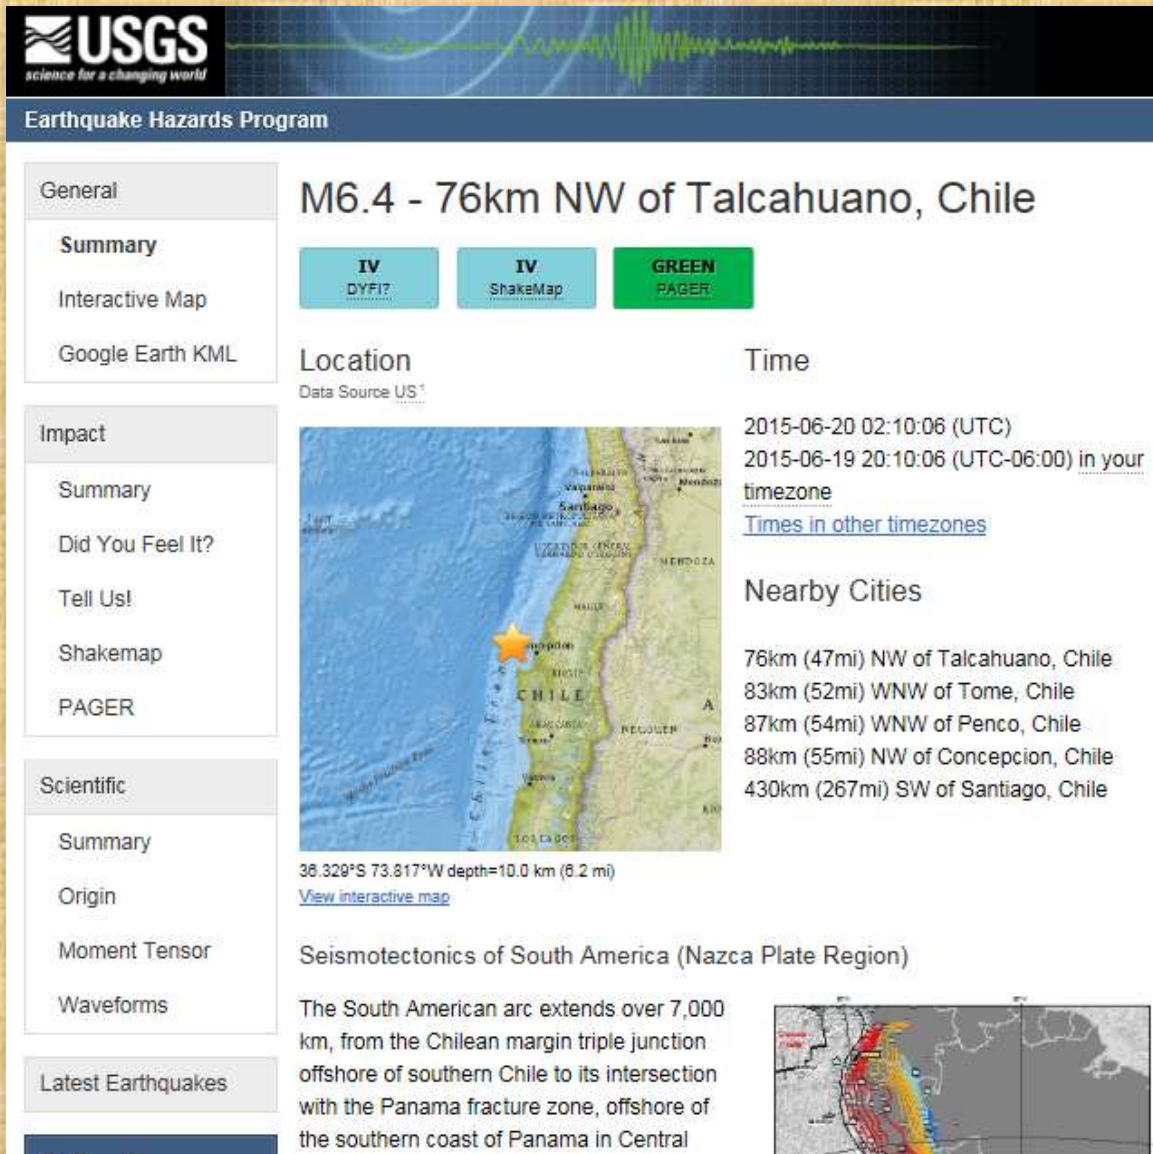 USGS
science for a changing world
Earthquake Hazards Program
General
Summary
Interactive Map
Google Earth KML
Impact
Summary
Did You Feel It?
Tell Us!
Shakemap
PAGER
Scientific
Summary
Origin
Moment Tensor
Waveforms
Latest Earthquakes
M6.4 - 76km NW of Talcahuano, Chile
IV
DYFI?
IV
ShakeMap
GREEN
PAGER
Location
Data Source US
Valparaiso
Santiago
Mendoza
MENDOZA
MAULE
CHILE
NEUQUEN
A
36.329°S 73.817°W depth=10.0 km (6.2 mi)
View interactive map
Time
2015-06-20 02:10:06 (UTC)
2015-06-19 20:10:06 (UTC-06:00) in your
timezone
Times in other timezones
Nearby Cities
76km (47mi) NW of Talcahuano, Chile
83km (52mi) WNW of Tome, Chile
87km (54mi) WNW of Penco, Chile
88km (55mi) NW of Concepcion, Chile
430km (267mi) SW of Santiago, Chile
Seismotectonics of South America (Nazca Plate Region)
The South American arc extends over 7,000
km, from the Chilean margin triple junction
offshore of southern Chile to its intersection
with the Panama fracture zone, offshore of
the southern coast of Panama in Central